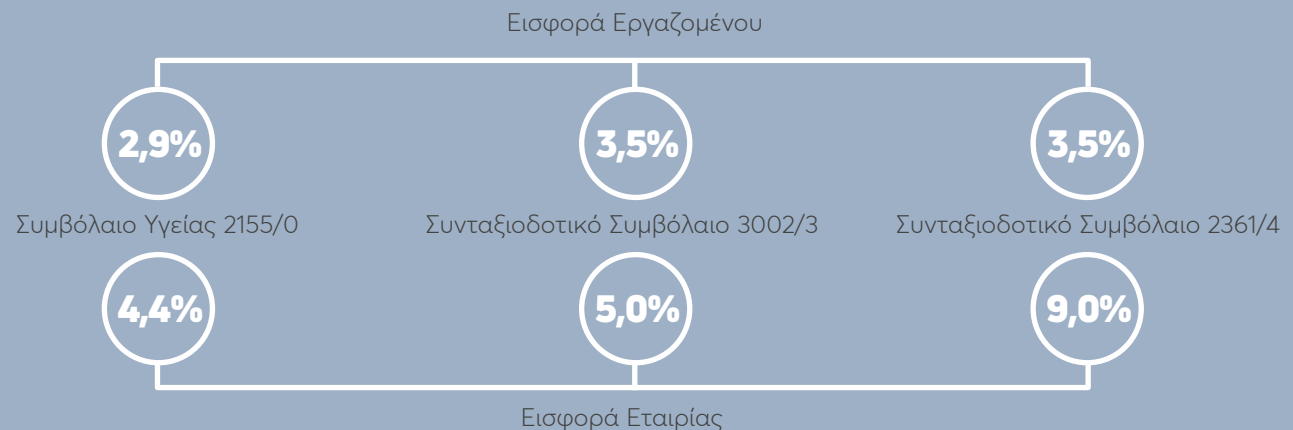 Εισφορά Εργαζομένου
2,9% 3,5% 3,5%
Συμβόλαιο Υγείας 2155/0 Συνταξιοδοτικό Συμβόλαιο 3002/3 Συνταξιοδοτικό Συμβόλαιο 2361/4
4,4% 5,0% 9,0%
Εισφορά Εταιρίας